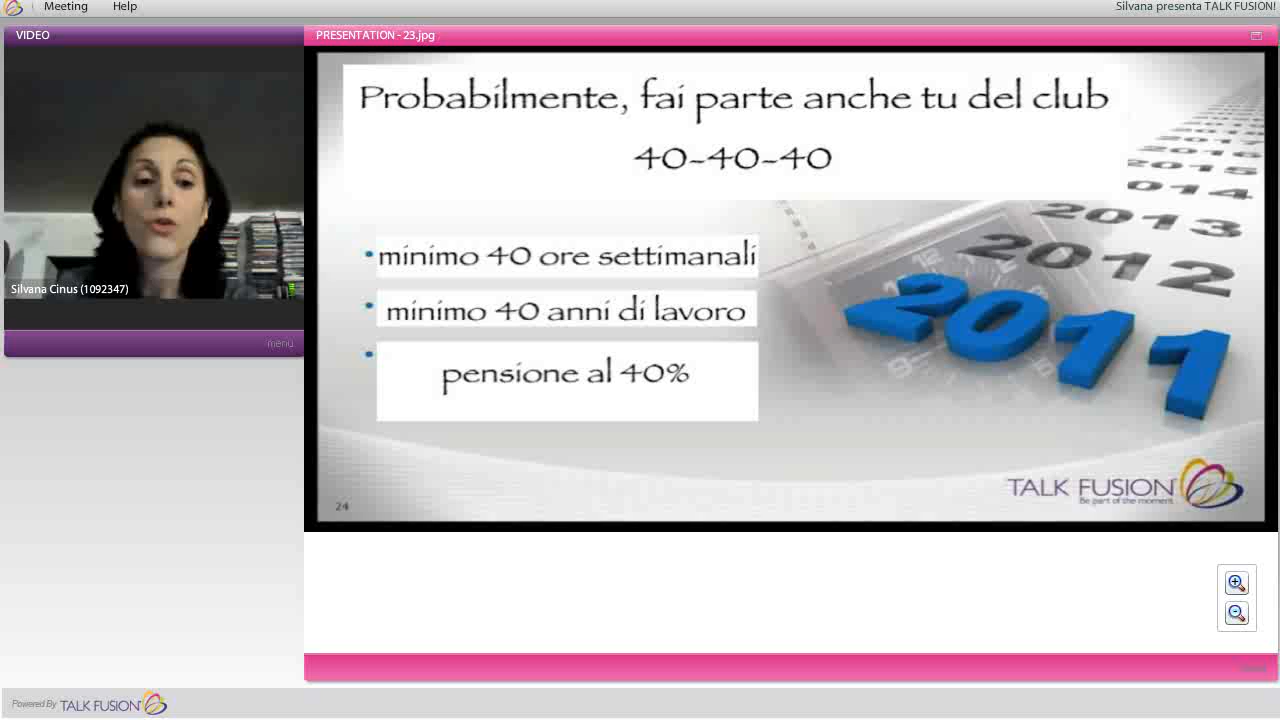 Meeting Help
Silvana presenta TALK FUSION!
VIDEO
PRESENTATION - 23.jpg
Silvana Cinus (1092347)
menu
Probabilmente, fai parte anche tu del club
40-40-40
minimo 40 ore settimanali
minimo 40 anni di lavoro
pensione al 40%
2017
2016
2015
2014
2013
2012
2011
TALK FUSION
Be part of the moment.
24
Powered By TALK FUSION